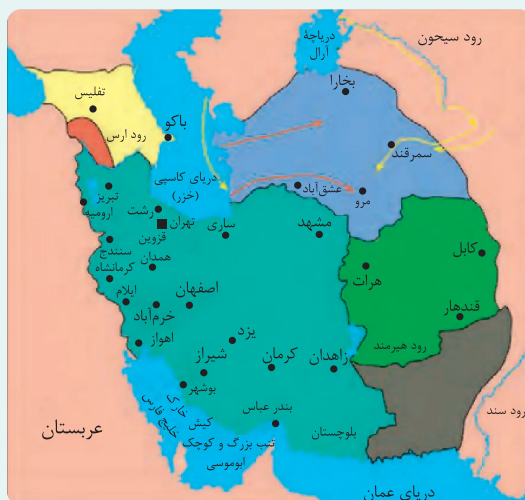 دریاچهٔ
آرال
رود سیحون
تفلیس
بخارا
باکو
رود ارس
سمرقند
دریای کاسپی
(خزر)
عشق‌آباد
مرو
تبریز
ارومیه
رشت
تهران
ساری
مشهد
قزوین
کابل
سنندج
همدان
هرات
کرمانشاه
ایلام
اصفهان
خرم‌آباد
قندهار
اهواز
یزد
رود هیرمند
شیراز
کرمان
زاهدان
بوشهر
خارک
خلیج فارس
کیش
بندر عباس
رود سند
عربستان
بلوچستان
تنب بزرگ و کوچک
ابوموسی
دریای عمان